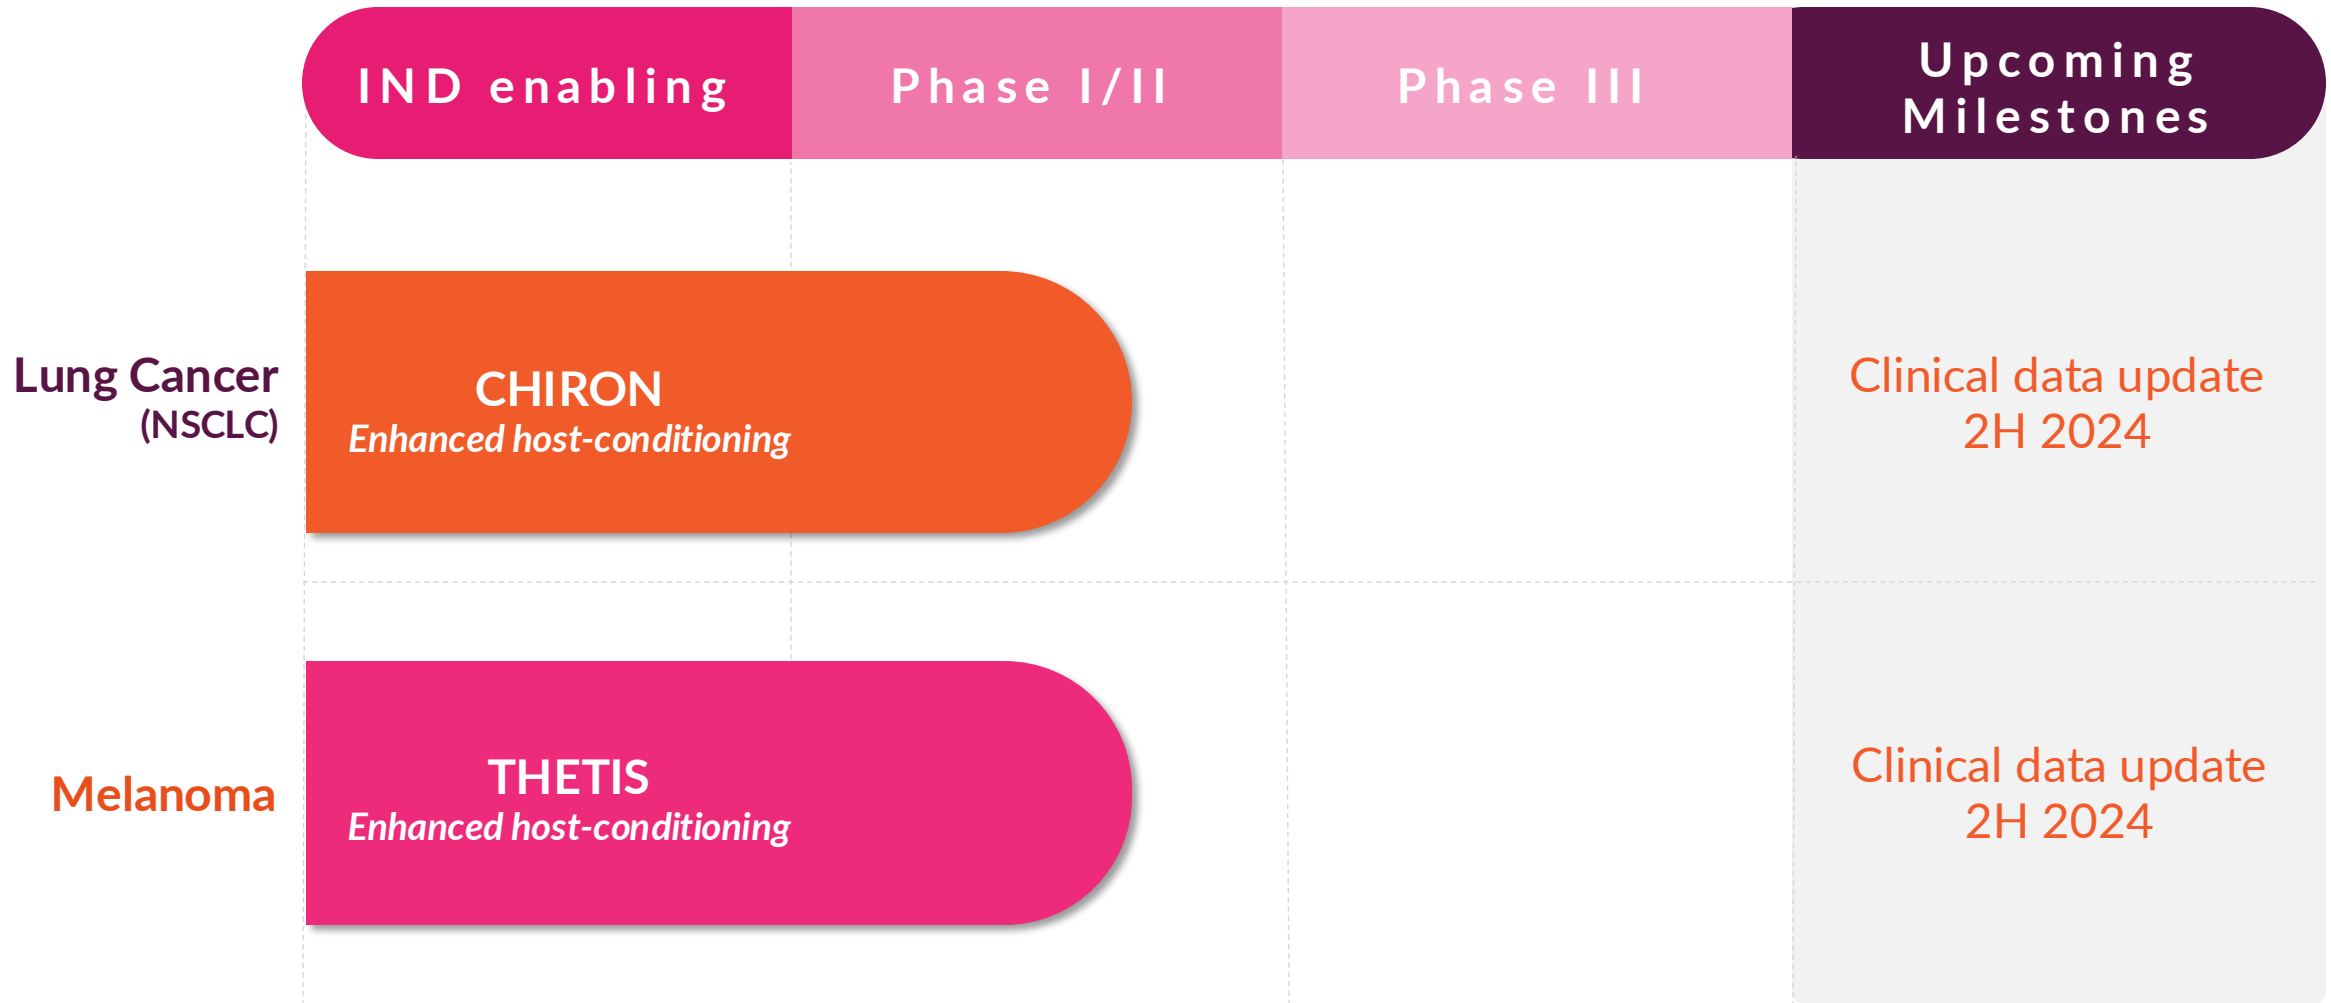 IND enabling
Phase I/II
Phase III
Upcoming
Milestones
Lung Cancer
(NSCLC)
CHIRON
Enhanced host-conditioning
Clinical data update
2H 2024
Melanoma
THETIS
Enhanced host-conditioning
Clinical data update
2H 2024